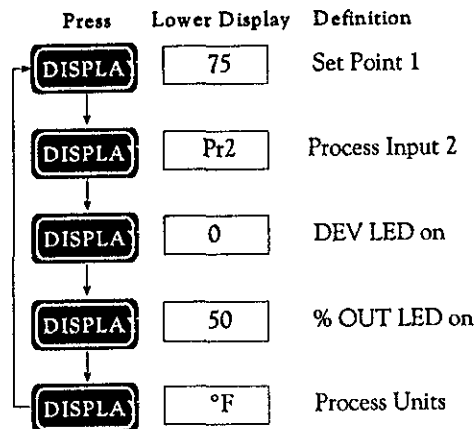 Press Lower Display Definition
DISPLA 75 Set Point 1
DISPLA Pr2 Process Input 2
DISPLA 0 DEV LED on
DISPLA 50 % OUT LED on
DISPLA °F Process Units